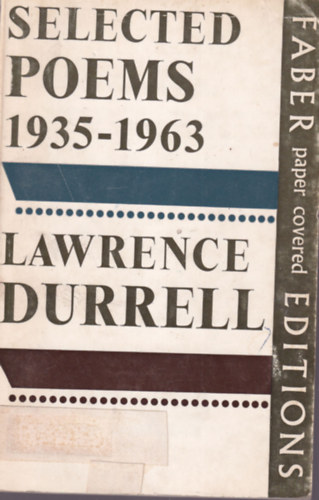 SELECTED
POEMS
1935-1963
LAWRENCE
DURRELL
FABER paper covered EDITIONS